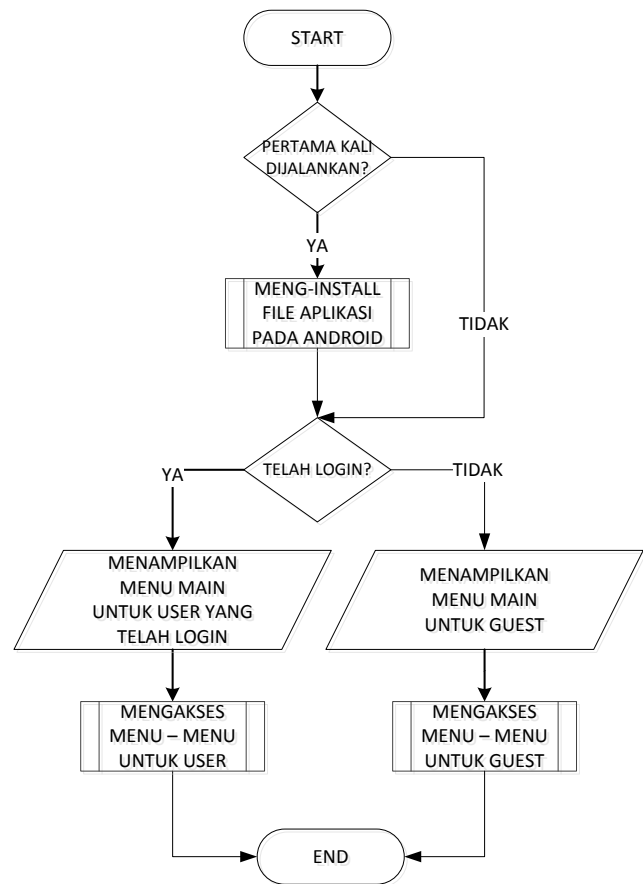 START
PERTAMA KALI
DIJALANKAN?
YA
MENG-INSTALL
FILE APLIKASI
PADA ANDROID
TIDAK
TELAH LOGIN?
YA
TIDAK
MENAMPILKAN
MENU MAIN
UNTUK USER YANG
TELAH LOGIN
MENAMPILKAN
MENU MAIN
UNTUK GUEST
MENGAKSES
MENU – MENU
UNTUK USER
MENGAKSES
MENU – MENU
UNTUK GUEST
END